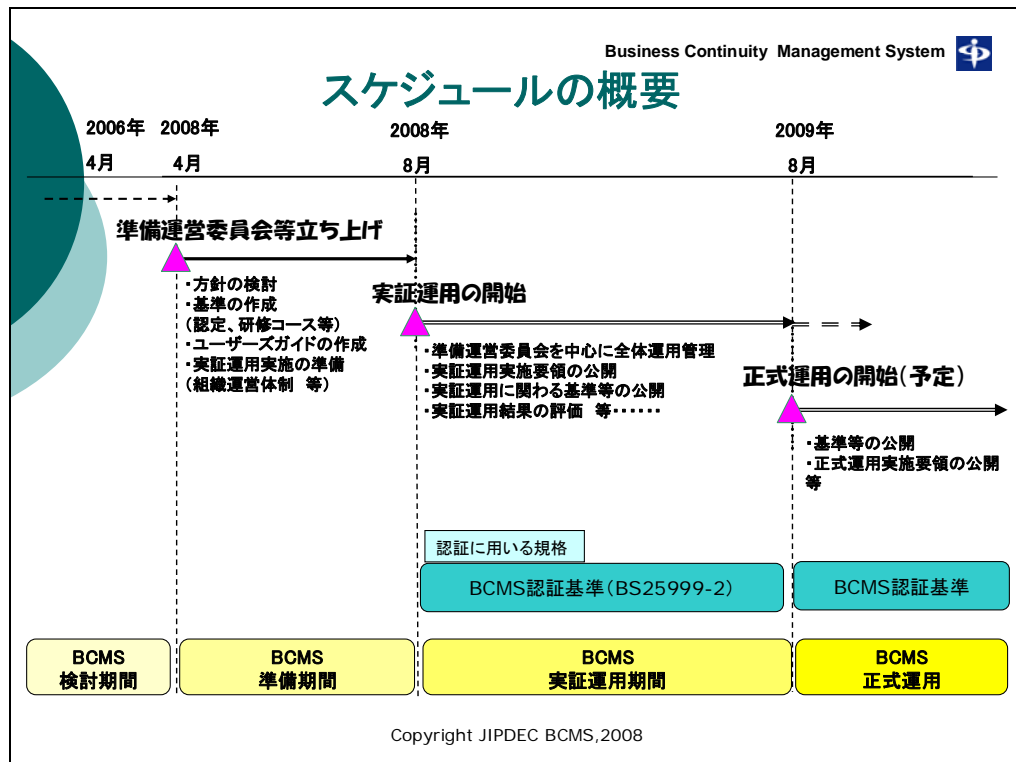 Business Continuity Management System
スケジュールの概要
2006年 2008年 2008年 2009年
4月 4月 8月 8月
準備運営委員会等立ち上げ
・方針の検討
・基準の作成
（認定、研修コース等）
・ユーザーズガイドの作成
・実証運用実施の準備
（組織運営体制　等）
実証運用の開始
・準備運営委員会を中心に全体運用管理
・実証運用実施要領の公開
・実証運用に関わる基準等の公開
・実証運用結果の評価　等‥‥‥
正式運用の開始（予定）
・基準等の公開
・正式運用実施要領の公開
等
認証に用いる規格
BCMS認証基準（BS25999-2）
BCMS認証基準
BCMS
検討期間
BCMS
準備期間
BCMS
実証運用期間
BCMS
正式運用
Copyright JIPDEC BCMS,2008